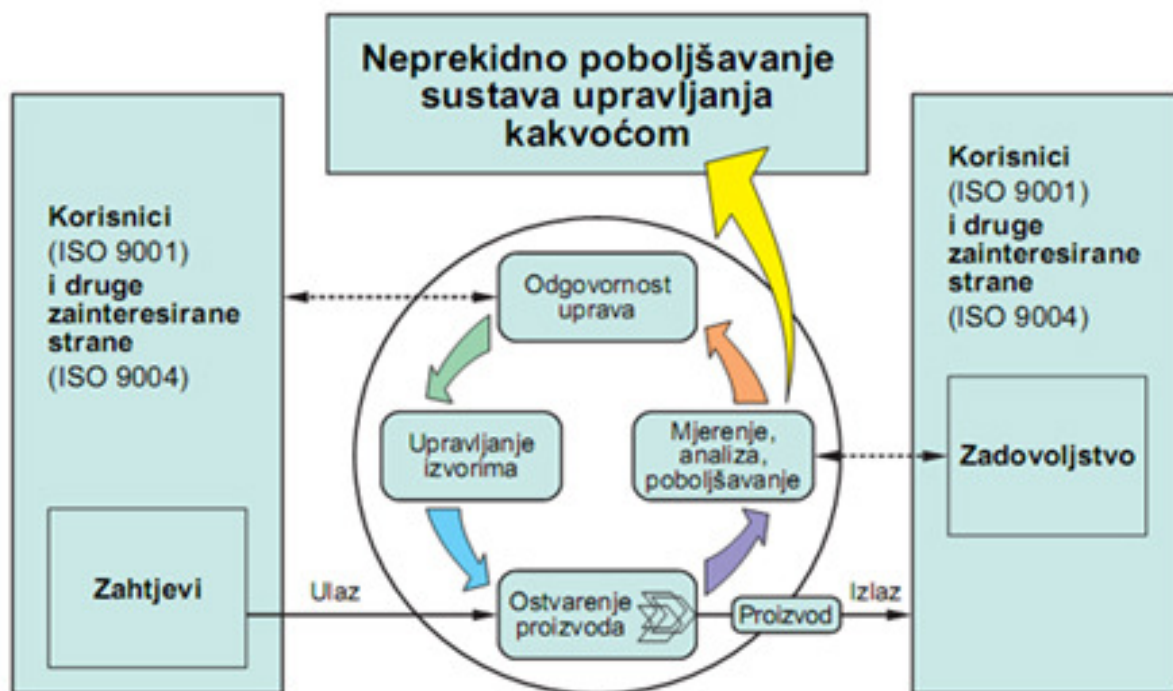 Neprekidno poboljšavanje
sustava upravljanja
kakvoćom
Korisnici
(ISO 9001)
i druge
zainteresirane
strane
(ISO 9004)
Zahtjevi
Ulaz
Odgovornost
uprava
Upravljanje
izvorima
Mjerenje,
analiza,
poboljšavanje
Ostvarenje
proizvoda
Proizvod
Izlaz
Korisnici
(ISO 9001)
i druge
zainteresirane
strane
(ISO 9004)
Zadovoljstvo